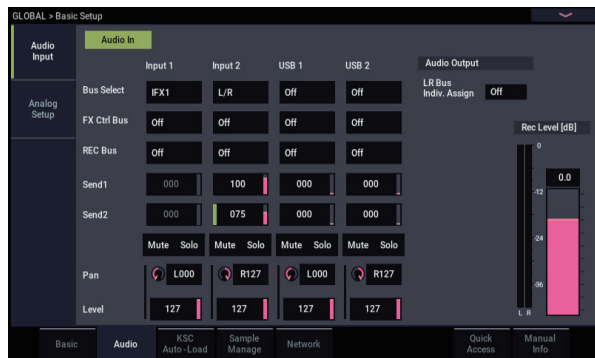 GLOBAL > Basic Setup
Audio Input
Analog Setup
Audio In
Input 1 Input 2 USB 1 USB 2
Bus Select IFX1 L/R Off Off
FX Ctrl Bus Off Off Off Off
REC Bus Off Off Off Off
Send1 000 100 000 000
Send2 000 075 000 000
Mute Solo Mute Solo Mute Solo Mute Solo
Pan L000 R127 L000 R127
Level 127 127 127 127
Audio Output
LR Bus
Indiv. Assign Off
Rec Level [dB]
0
0.0
-12
-24
-36
L R
Basic Audio KSC Auto-Load Sample Manage Network Quick Access Manual Info